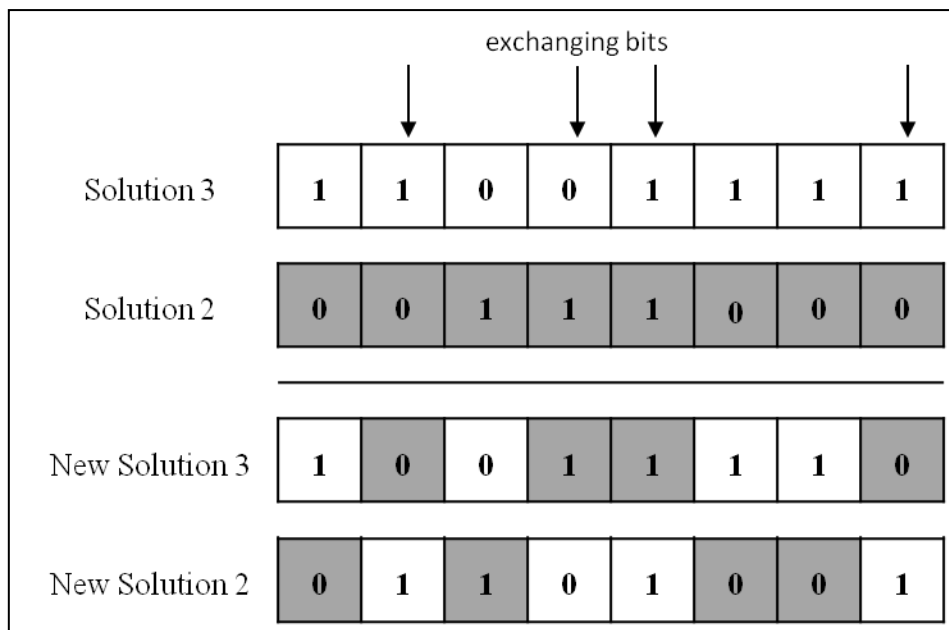 exchanging bits
Solution 3 1 1 0 0 1 1 1 1
Solution 2 0 0 1 1 1 0 0 0
New Solution 3 1 0 0 1 1 1 1 0
New Solution 2 0 1 1 0 1 0 0 1